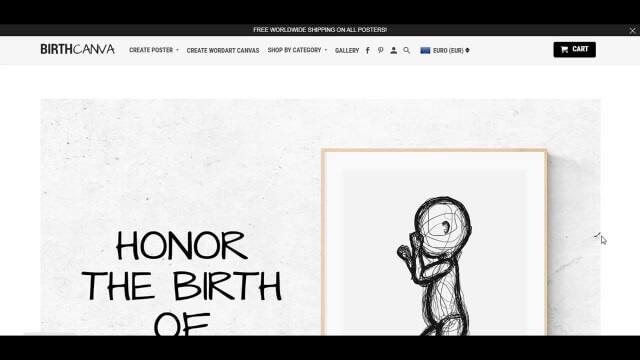 FREE WORLDWIDE SHIPPING ON ALL POSTERS!
BIRTHCANVA CREATE POSTER CREATE WORDART CANVAS SHOP BY CATEGORY GALLERY EURO (EUR) CART
HONOR
THE BIRTH
OF